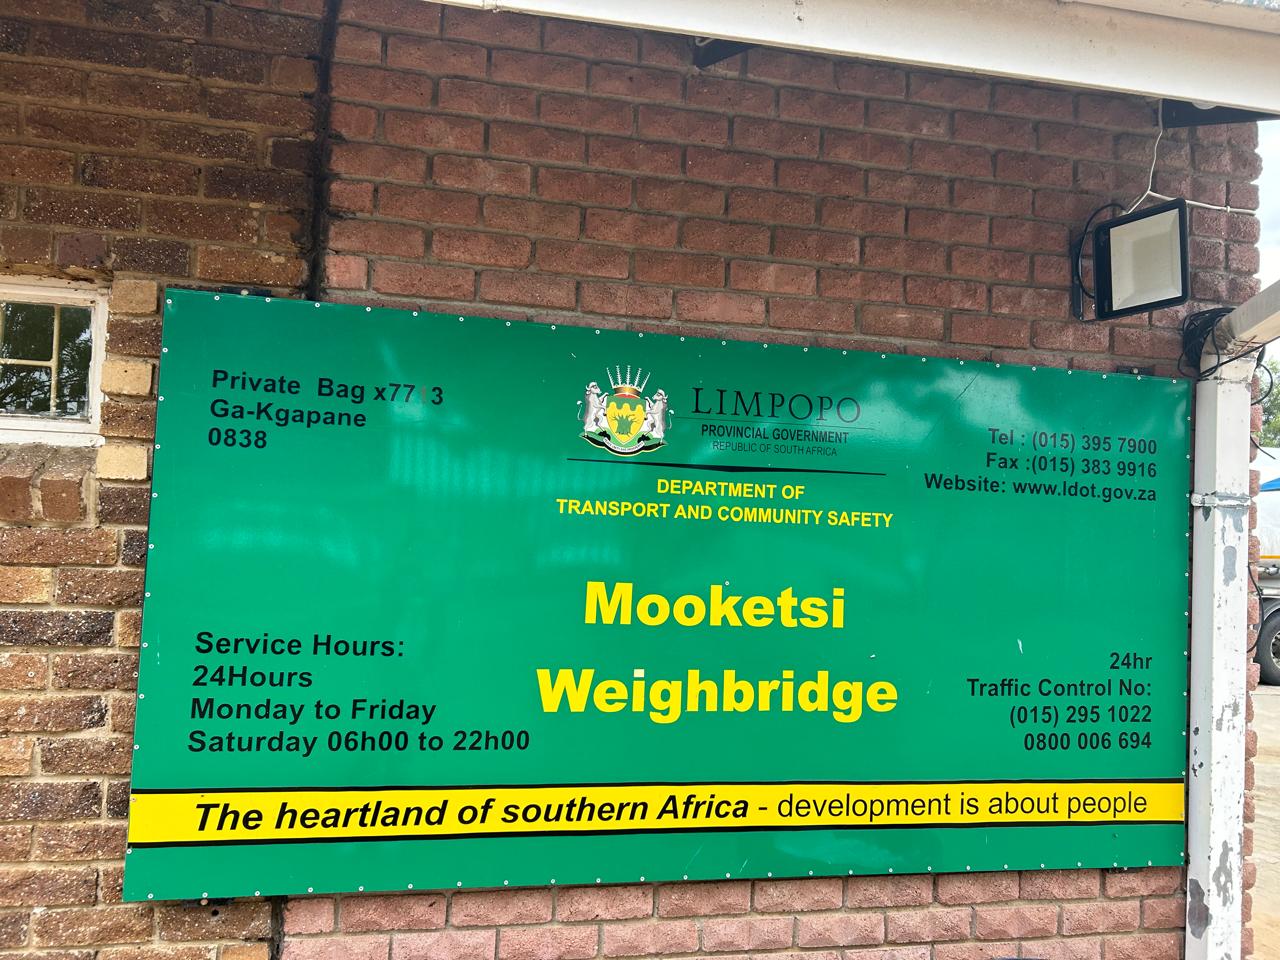 Private Bag x77 3
Ga-Kgapane
0838
LIMPOPO
PROVINCIAL GOVERNMENT
REPUBLIC OF SOUTH AFRICA
DEPARTMENT OF
TRANSPORT AND COMMUNITY SAFETY
Tel : (015) 395 7900
Fax :(015) 383 9916
Website: www.ldot.gov.za
Mooketsi
Weighbridge
Service Hours:
24Hours
Monday to Friday
Saturday 06h00 to 22h00
24hr
Traffic Control No:
(015) 295 1022
0800 006 694
The heartland of southern Africa - development is about people